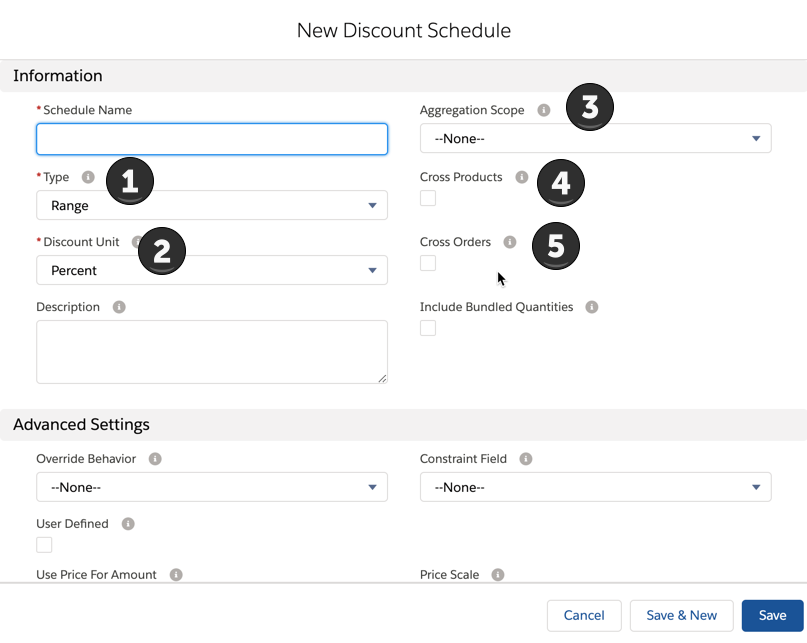 New Discount Schedule
Information
*Schedule Name
Aggregation Scope
3
--None--
*Type
1
Range
Cross Products
4
*Discount Unit
2
Percent
Cross Orders
5
Description
Include Bundled Quantities
Advanced Settings
Override Behavior
--None--
Constraint Field
--None--
User Defined
Use Price For Amount
Price Scale
Cancel
Save & New
Save